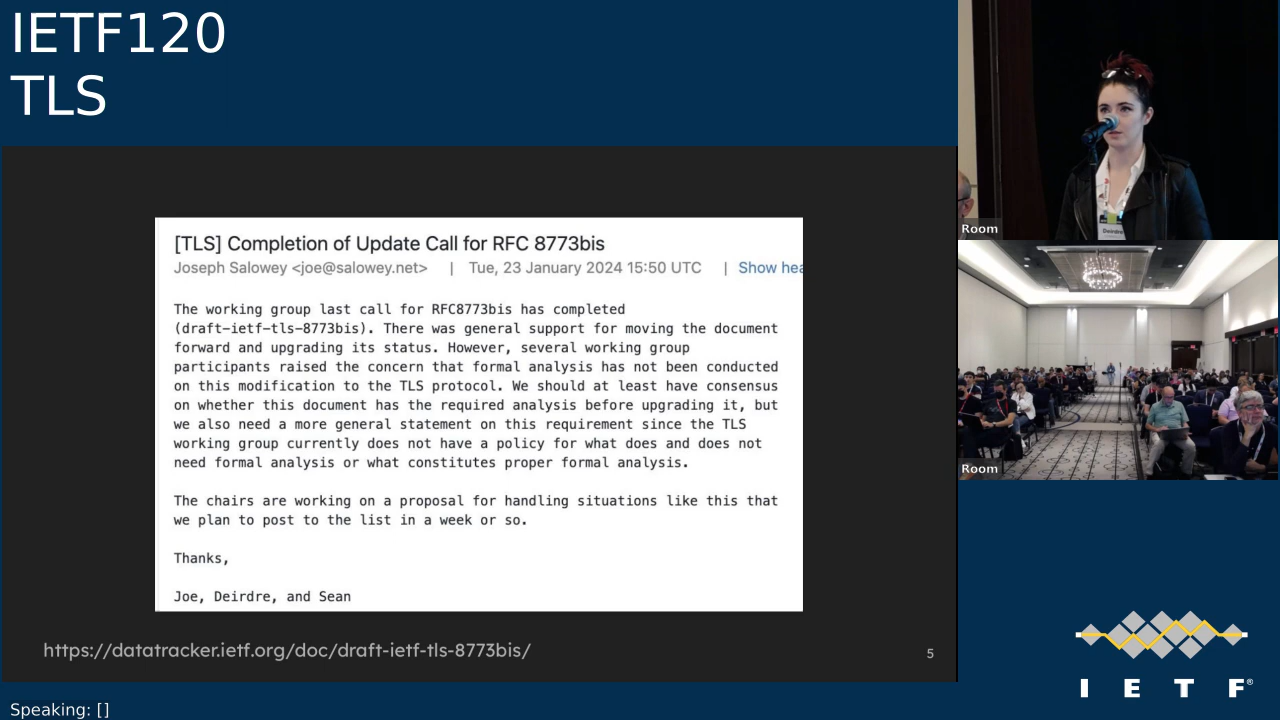 IETF120
TLS
[TLS] Completion of Update Call for RFC 8773bis
Joseph Salowey <joe@salowey.net> | Tue, 23 January 2024 15:50 UTC | Show hea
The working group last call for RFC8773bis has completed
(draft-ietf-tls-8773bis). There was general support for moving the document
forward and upgrading its status. However, several working group
participants raised the concern that formal analysis has not been conducted
on this modification to the TLS protocol. We should at least have consensus
on whether this document has the required analysis before upgrading it, but
we also need a more general statement on this requirement since the TLS
working group currently does not have a policy for what does and does not
need formal analysis or what constitutes proper formal analysis.
The chairs are working on a proposal for handling situations like this that
we plan to post to the list in a week or so.
Thanks,
Joe, Deirdre, and Sean
https://datatracker.ietf.org/doc/draft-ietf-tls-8773bis/
5
Speaking: []
Deirdre
Room
Room
I E T F®